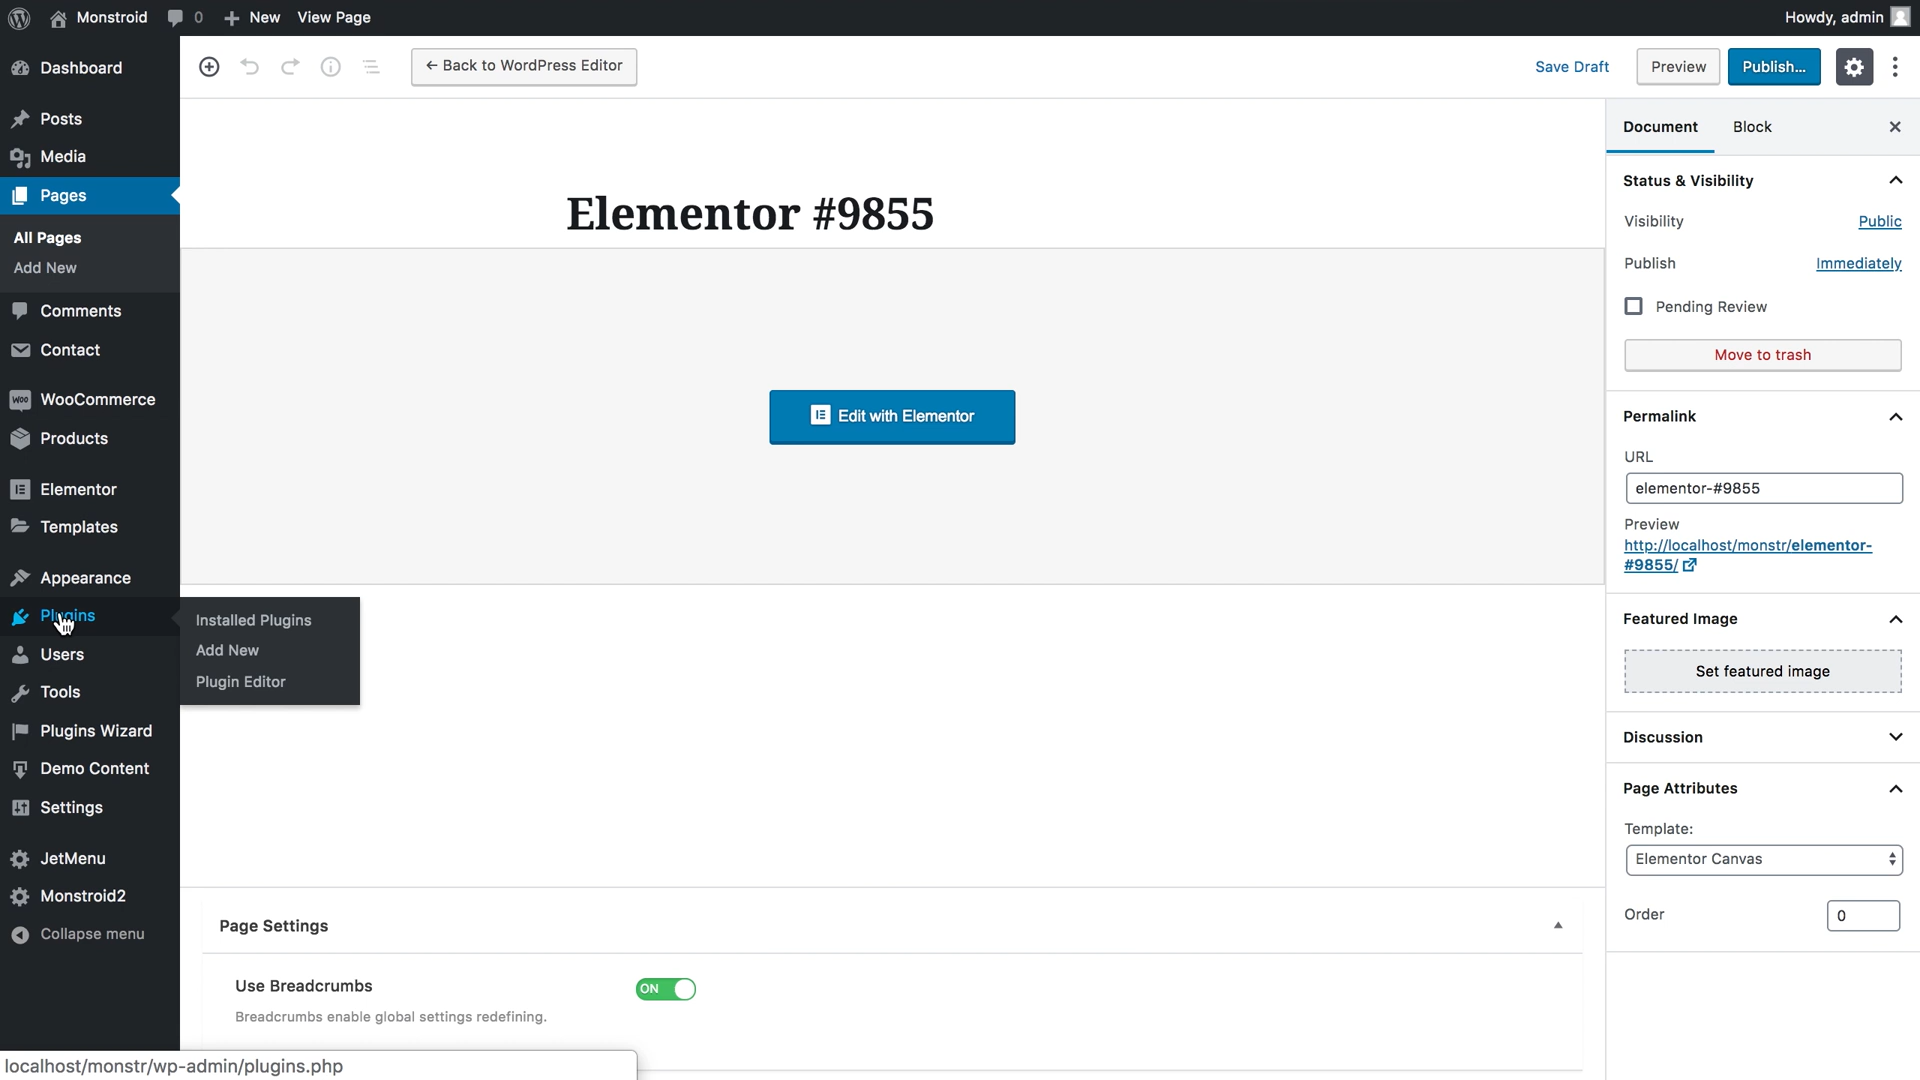 Monstroid 0 New View Page Howdy, admin
Dashboard
Posts
Media
Pages
All Pages
Add New
Comments
Contact
WOO WooCommerce
Products
Elementor
Templates
Appearance
Plugins
Users
Tools
Plugins Wizard
Demo Content
Settings
JetMenu
Monstroid2
Collapse menu
Installed Plugins
Add New
Plugin Editor
← Back to WordPress Editor
Save Draft Preview Publish...
Elementor #9855
Edit with Elementor
Page Settings
Use Breadcrumbs ON
Breadcrumbs enable global settings redefining.
Document Block
Status & Visibility
Visibility Public
Publish Immediately
Pending Review
Move to trash
Permalink
URL
elementor-#9855
Preview
http://localhost/monstr/elementor-
#9855/
Featured Image
Set featured image
Discussion
Page Attributes
Template:
Elementor Canvas
Order 0
localhost/monstr/wp-admin/plugins.php